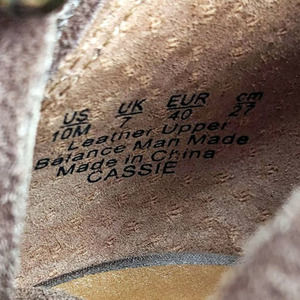 US UK EUR cm
10M 7 40 27
Leather Upper
Balance Man Made
Made in China
CASSIE